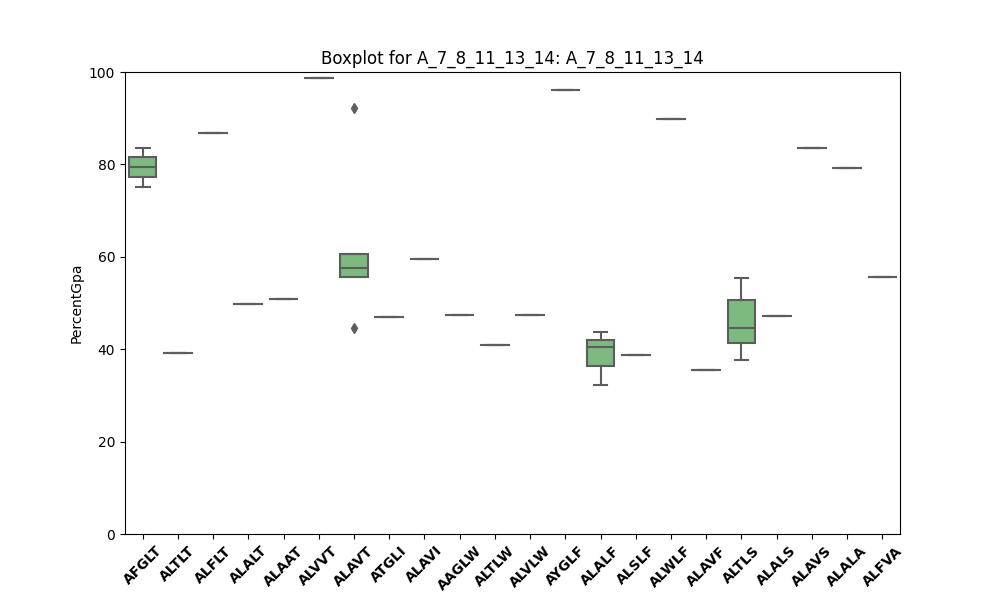 Boxplot for A_7_8_11_13_14: A_7_8_11_13_14
PercentGpa
100
80
60
40
20
0
AFGLT
ALTLT
ALFLT
ALALT
ALAAT
ALVVT
ALAVT
ATGLI
ALAVI
AAGLW
ALTLW
ALVLW
AYGLF
ALALF
ALSLF
ALWLF
ALAVF
ALTLS
ALALS
ALAVS
ALALA
ALFVA